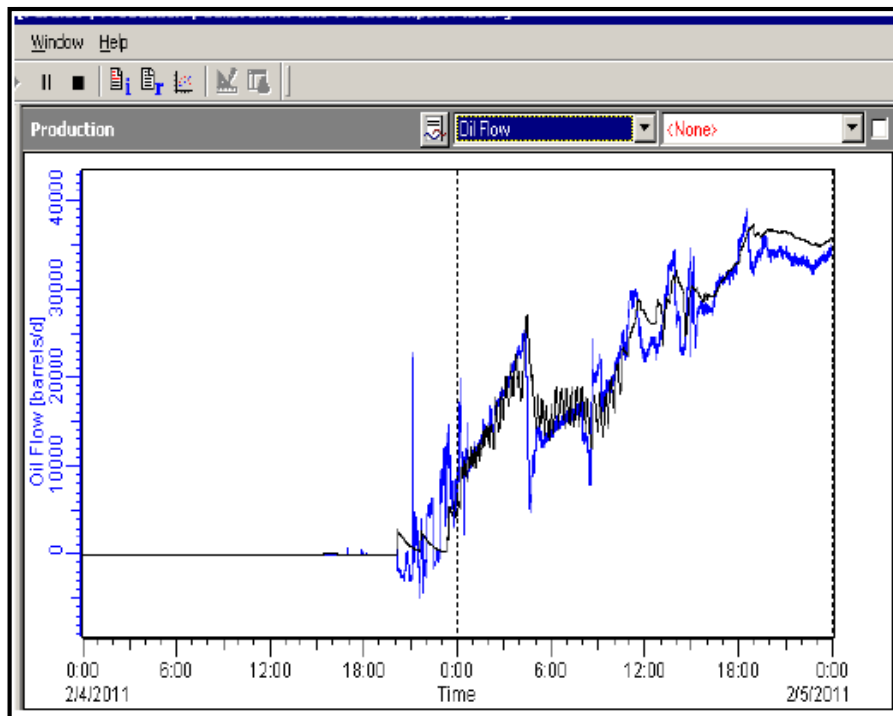 Window Help
i r
Production Oil Flow <None>
Oil Flow [barrels/d]
40000
30000
20000
10000
0
0:00 6:00 12:00 18:00 0:00 6:00 12:00 18:00 0:00
2/4/2011 Time 2/5/2011